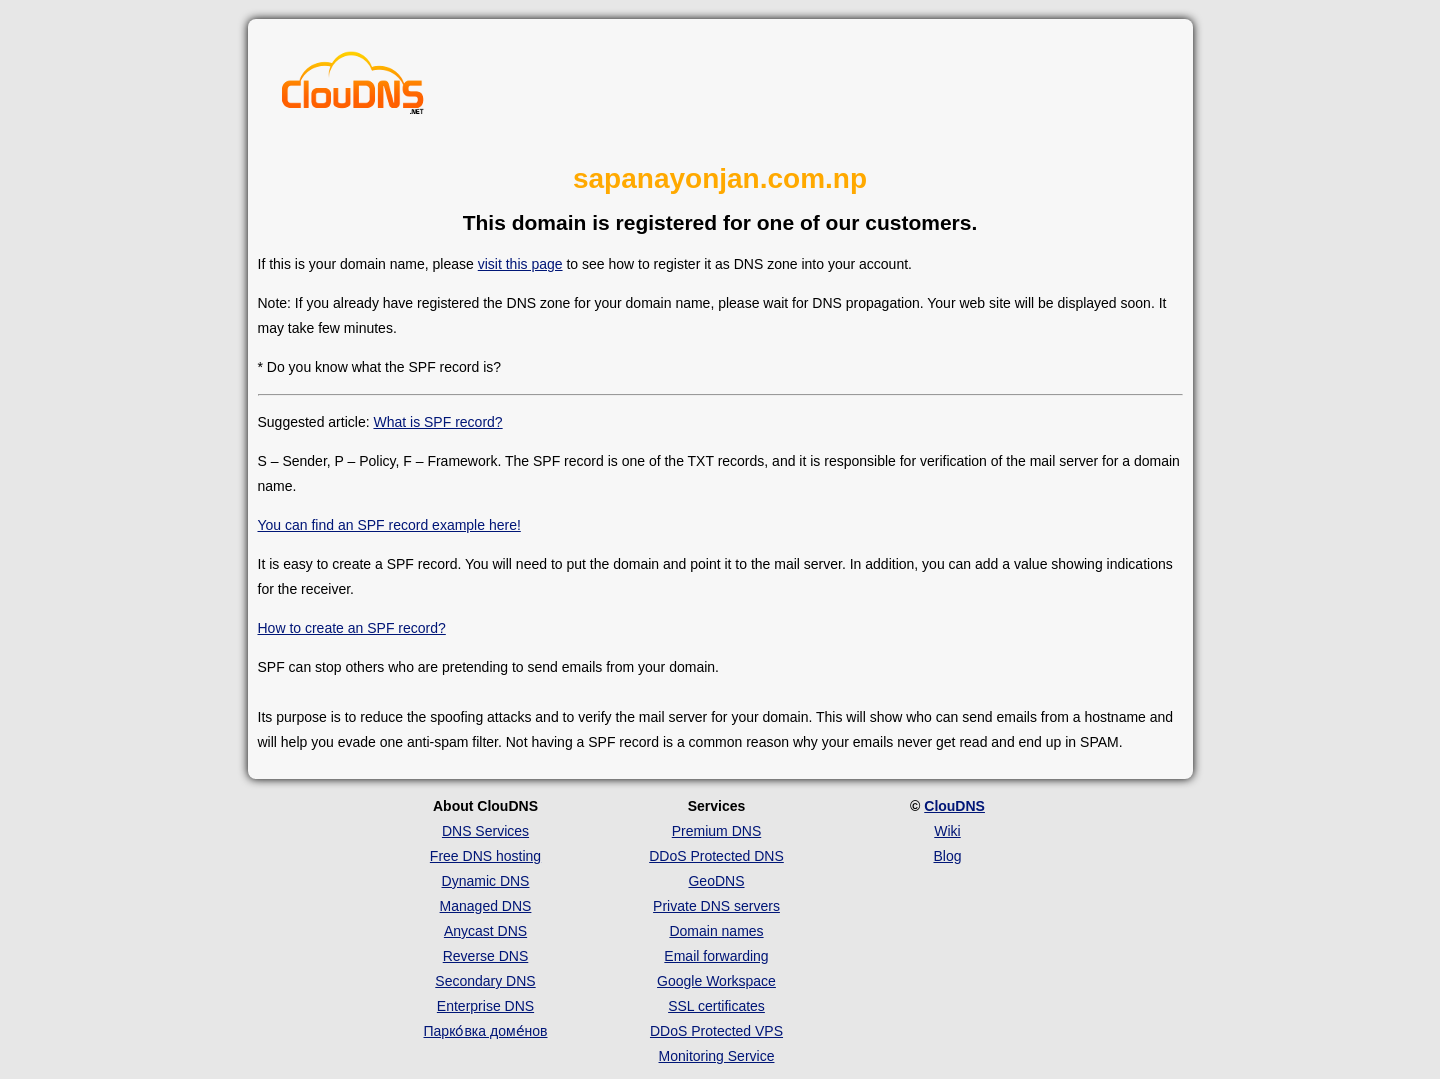 ClouDNS
.NET
sapanayonjan.com.np
This domain is registered for one of our customers.
If this is your domain name, please visit this page to see how to register it as DNS zone into your account.
Note: If you already have registered the DNS zone for your domain name, please wait for DNS propagation. Your web site will be displayed soon. It
may take few minutes.
* Do you know what the SPF record is?
Suggested article: What is SPF record?
S – Sender, P – Policy, F – Framework. The SPF record is one of the TXT records, and it is responsible for verification of the mail server for a domain
name.
You can find an SPF record example here!
It is easy to create a SPF record. You will need to put the domain and point it to the mail server. In addition, you can add a value showing indications
for the receiver.
How to create an SPF record?
SPF can stop others who are pretending to send emails from your domain.
Its purpose is to reduce the spoofing attacks and to verify the mail server for your domain. This will show who can send emails from a hostname and
will help you evade one anti-spam filter. Not having a SPF record is a common reason why your emails never get read and end up in SPAM.
About ClouDNS
DNS Services
Free DNS hosting
Dynamic DNS
Managed DNS
Anycast DNS
Reverse DNS
Secondary DNS
Enterprise DNS
Парко́вка доме́нов
Services
Premium DNS
DDoS Protected DNS
GeoDNS
Private DNS servers
Domain names
Email forwarding
Google Workspace
SSL certificates
DDoS Protected VPS
Monitoring Service
© ClouDNS
Wiki
Blog